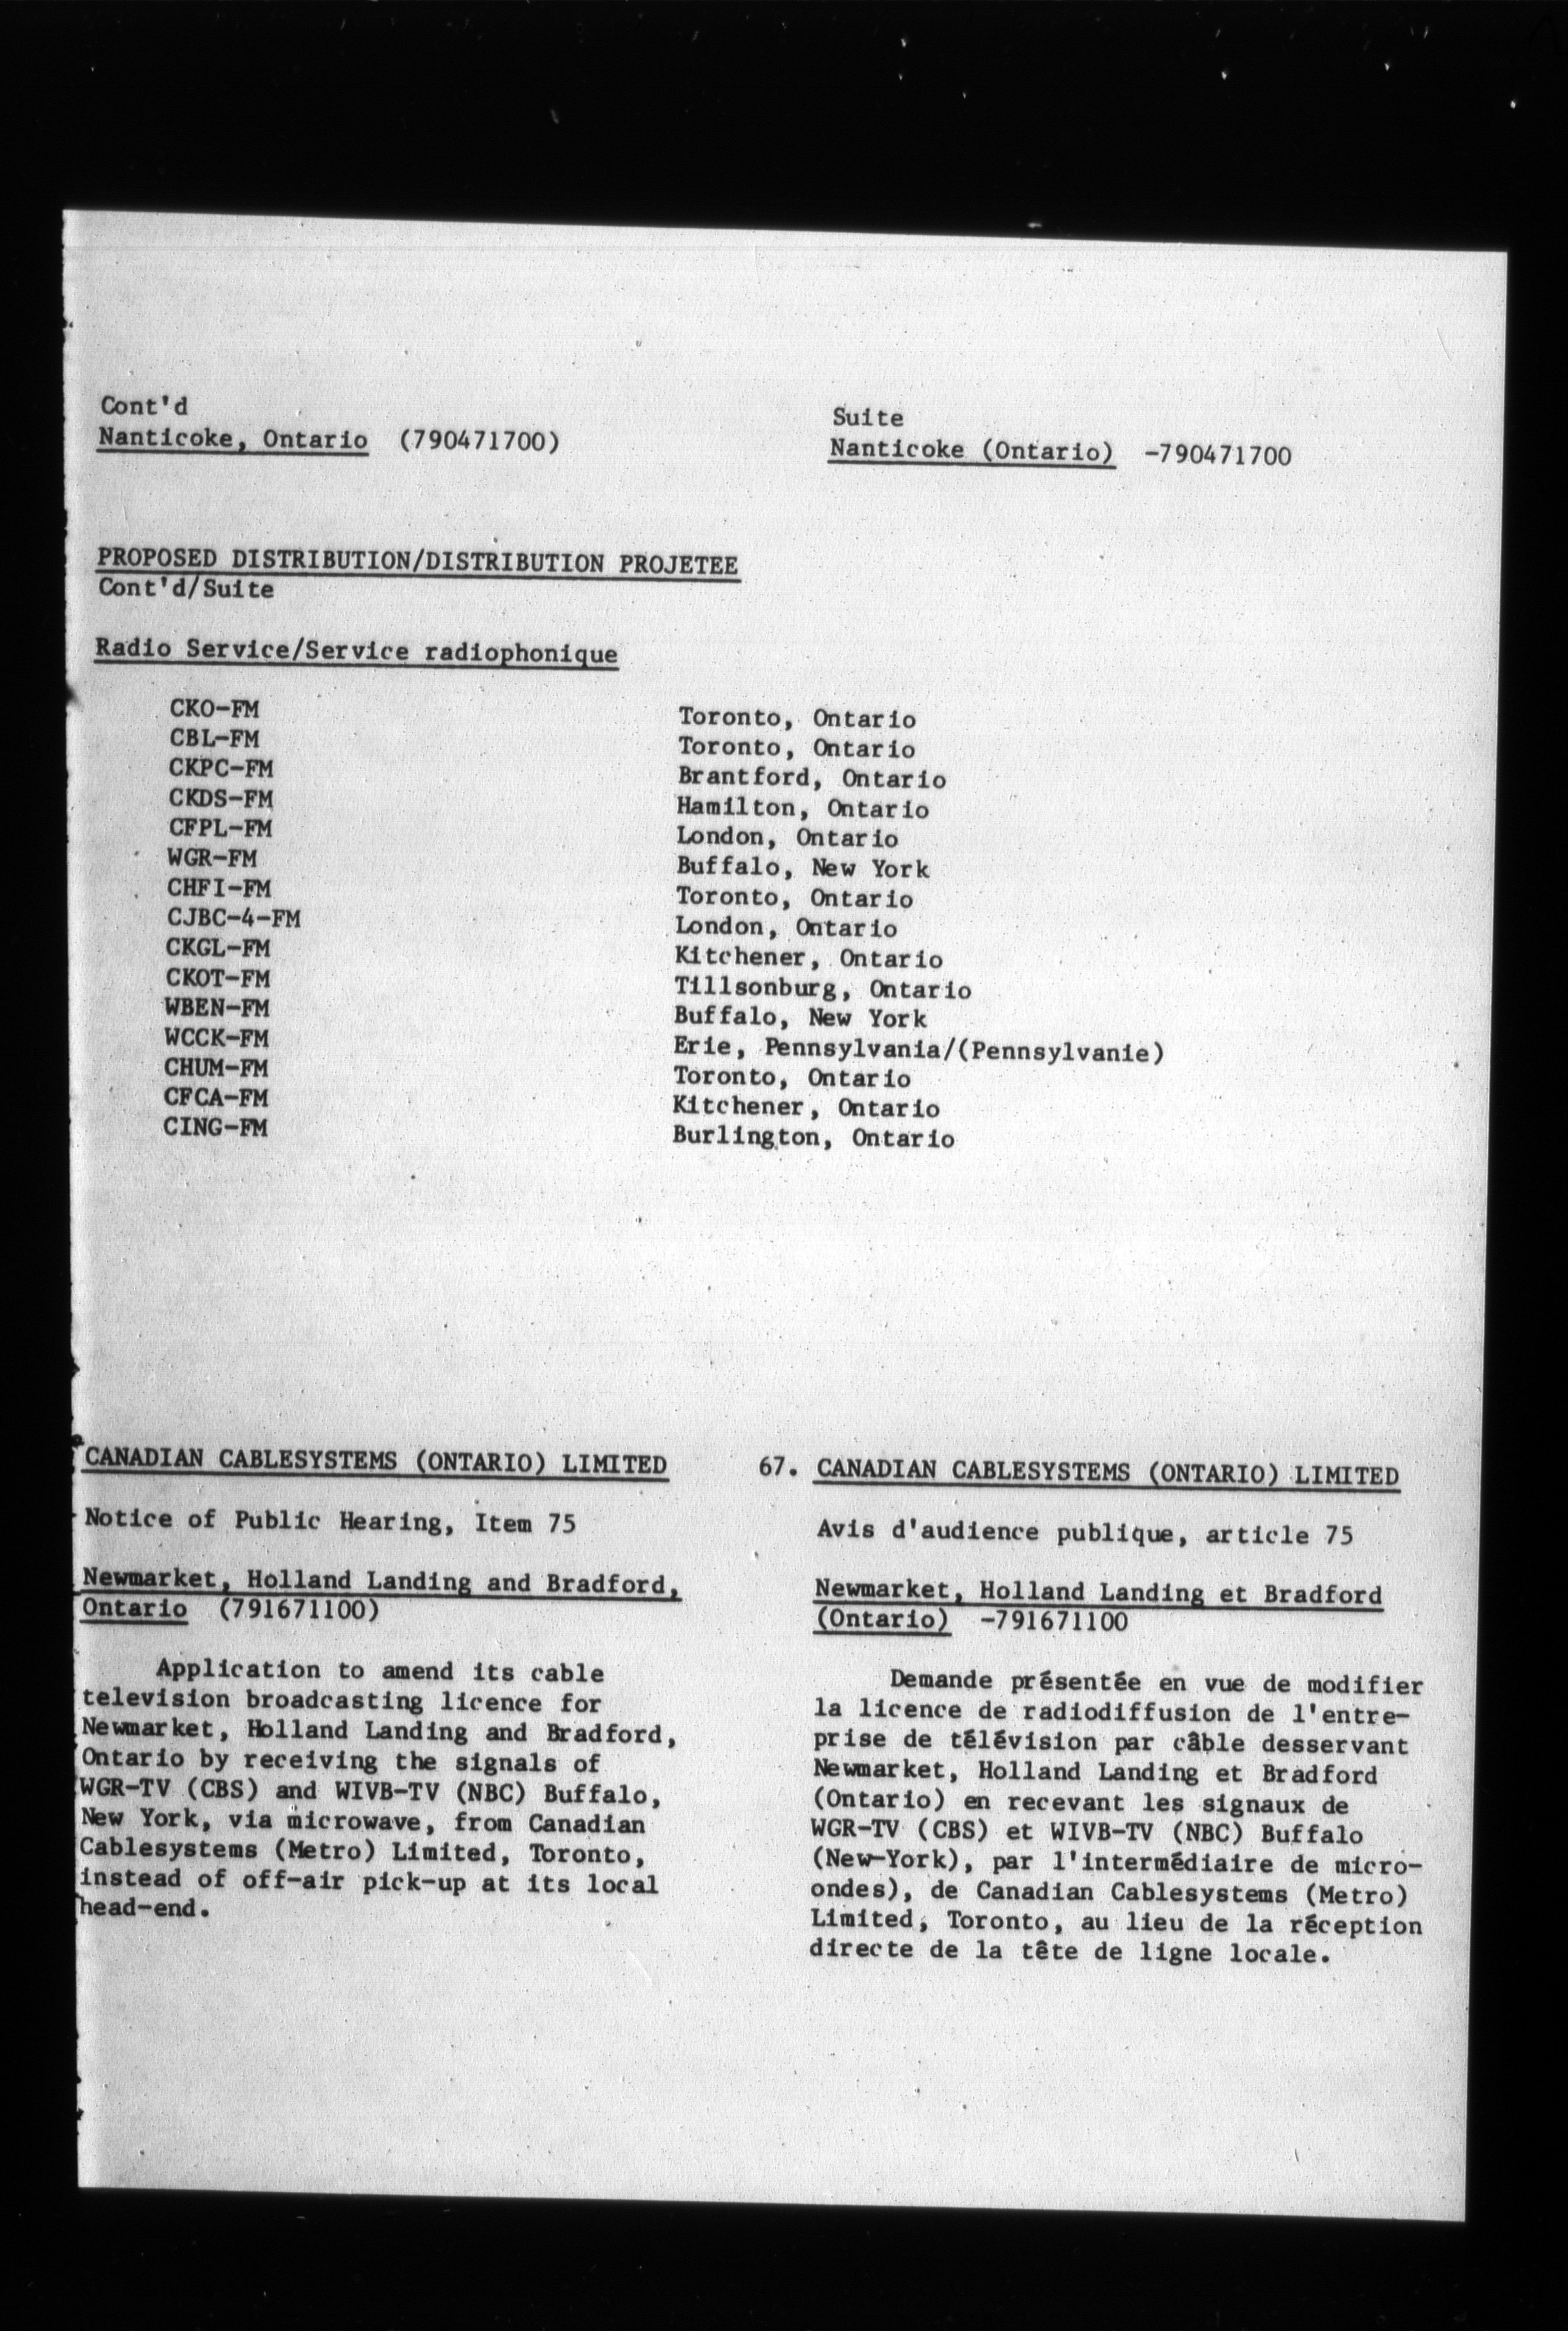 Cont'd
Nanticoke, Ontario (790471700)
Suite
Nanticoke (Ontario) -790471700
PROPOSED DISTRIBUTION/DISTRIBUTION PROJETEE
Cont'd/Suite
Radio Service/Service radiophonique
CKO-FM Toronto, Ontario
CBL-FM Toronto, Ontario
CKPC-FM Brantford, Ontario
CKDS-FM Hamilton, Ontario
CFPL-FM London, Ontario
WGR-FM Buffalo, New York
CHFI-FM Toronto, Ontario
CJBC-4-FM London, Ontario
CKGL-FM Kitchener, Ontario
CKOT-FM Tillsonburg, Ontario
WBEN-FM Buffalo, New York
WCCK-FM Erie, Pennsylvania/(Pennsylvanie)
CHUM-FM Toronto, Ontario
CFCA-FM Kitchener, Ontario
CING-FM Burlington, Ontario
CANADIAN CABLESYSTEMS (ONTARIO) LIMITED
Notice of Public Hearing, Item 75
Newmarket, Holland Landing and Bradford,
Ontario (791671100)
Application to amend its cable
television broadcasting licence for
Newmarket, Holland Landing and Bradford,
Ontario by receiving the signals of
WGR-TV (CBS) and WIVB-TV (NBC) Buffalo,
New York, via microwave, from Canadian
Cablesystems (Metro) Limited, Toronto,
instead of off-air pick-up at its local
head-end.
67. CANADIAN CABLESYSTEMS (ONTARIO) LIMITED
Avis d'audience publique, article 75
Newmarket, Holland Landing et Bradford
(Ontario) -791671100
Demande présentée en vue de modifier
la licence de radiodiffusion de l'entre-
prise de télévision par câble desservant
Newmarket, Holland Landing et Bradford
(Ontario) en recevant les signaux de
WGR-TV (CBS) et WIVB-TV (NBC) Buffalo
(New-York), par l'intermédiaire de micro-
ondes), de Canadian Cablesystems (Metro)
Limited, Toronto, au lieu de la réception
directe de la tête de ligne locale.